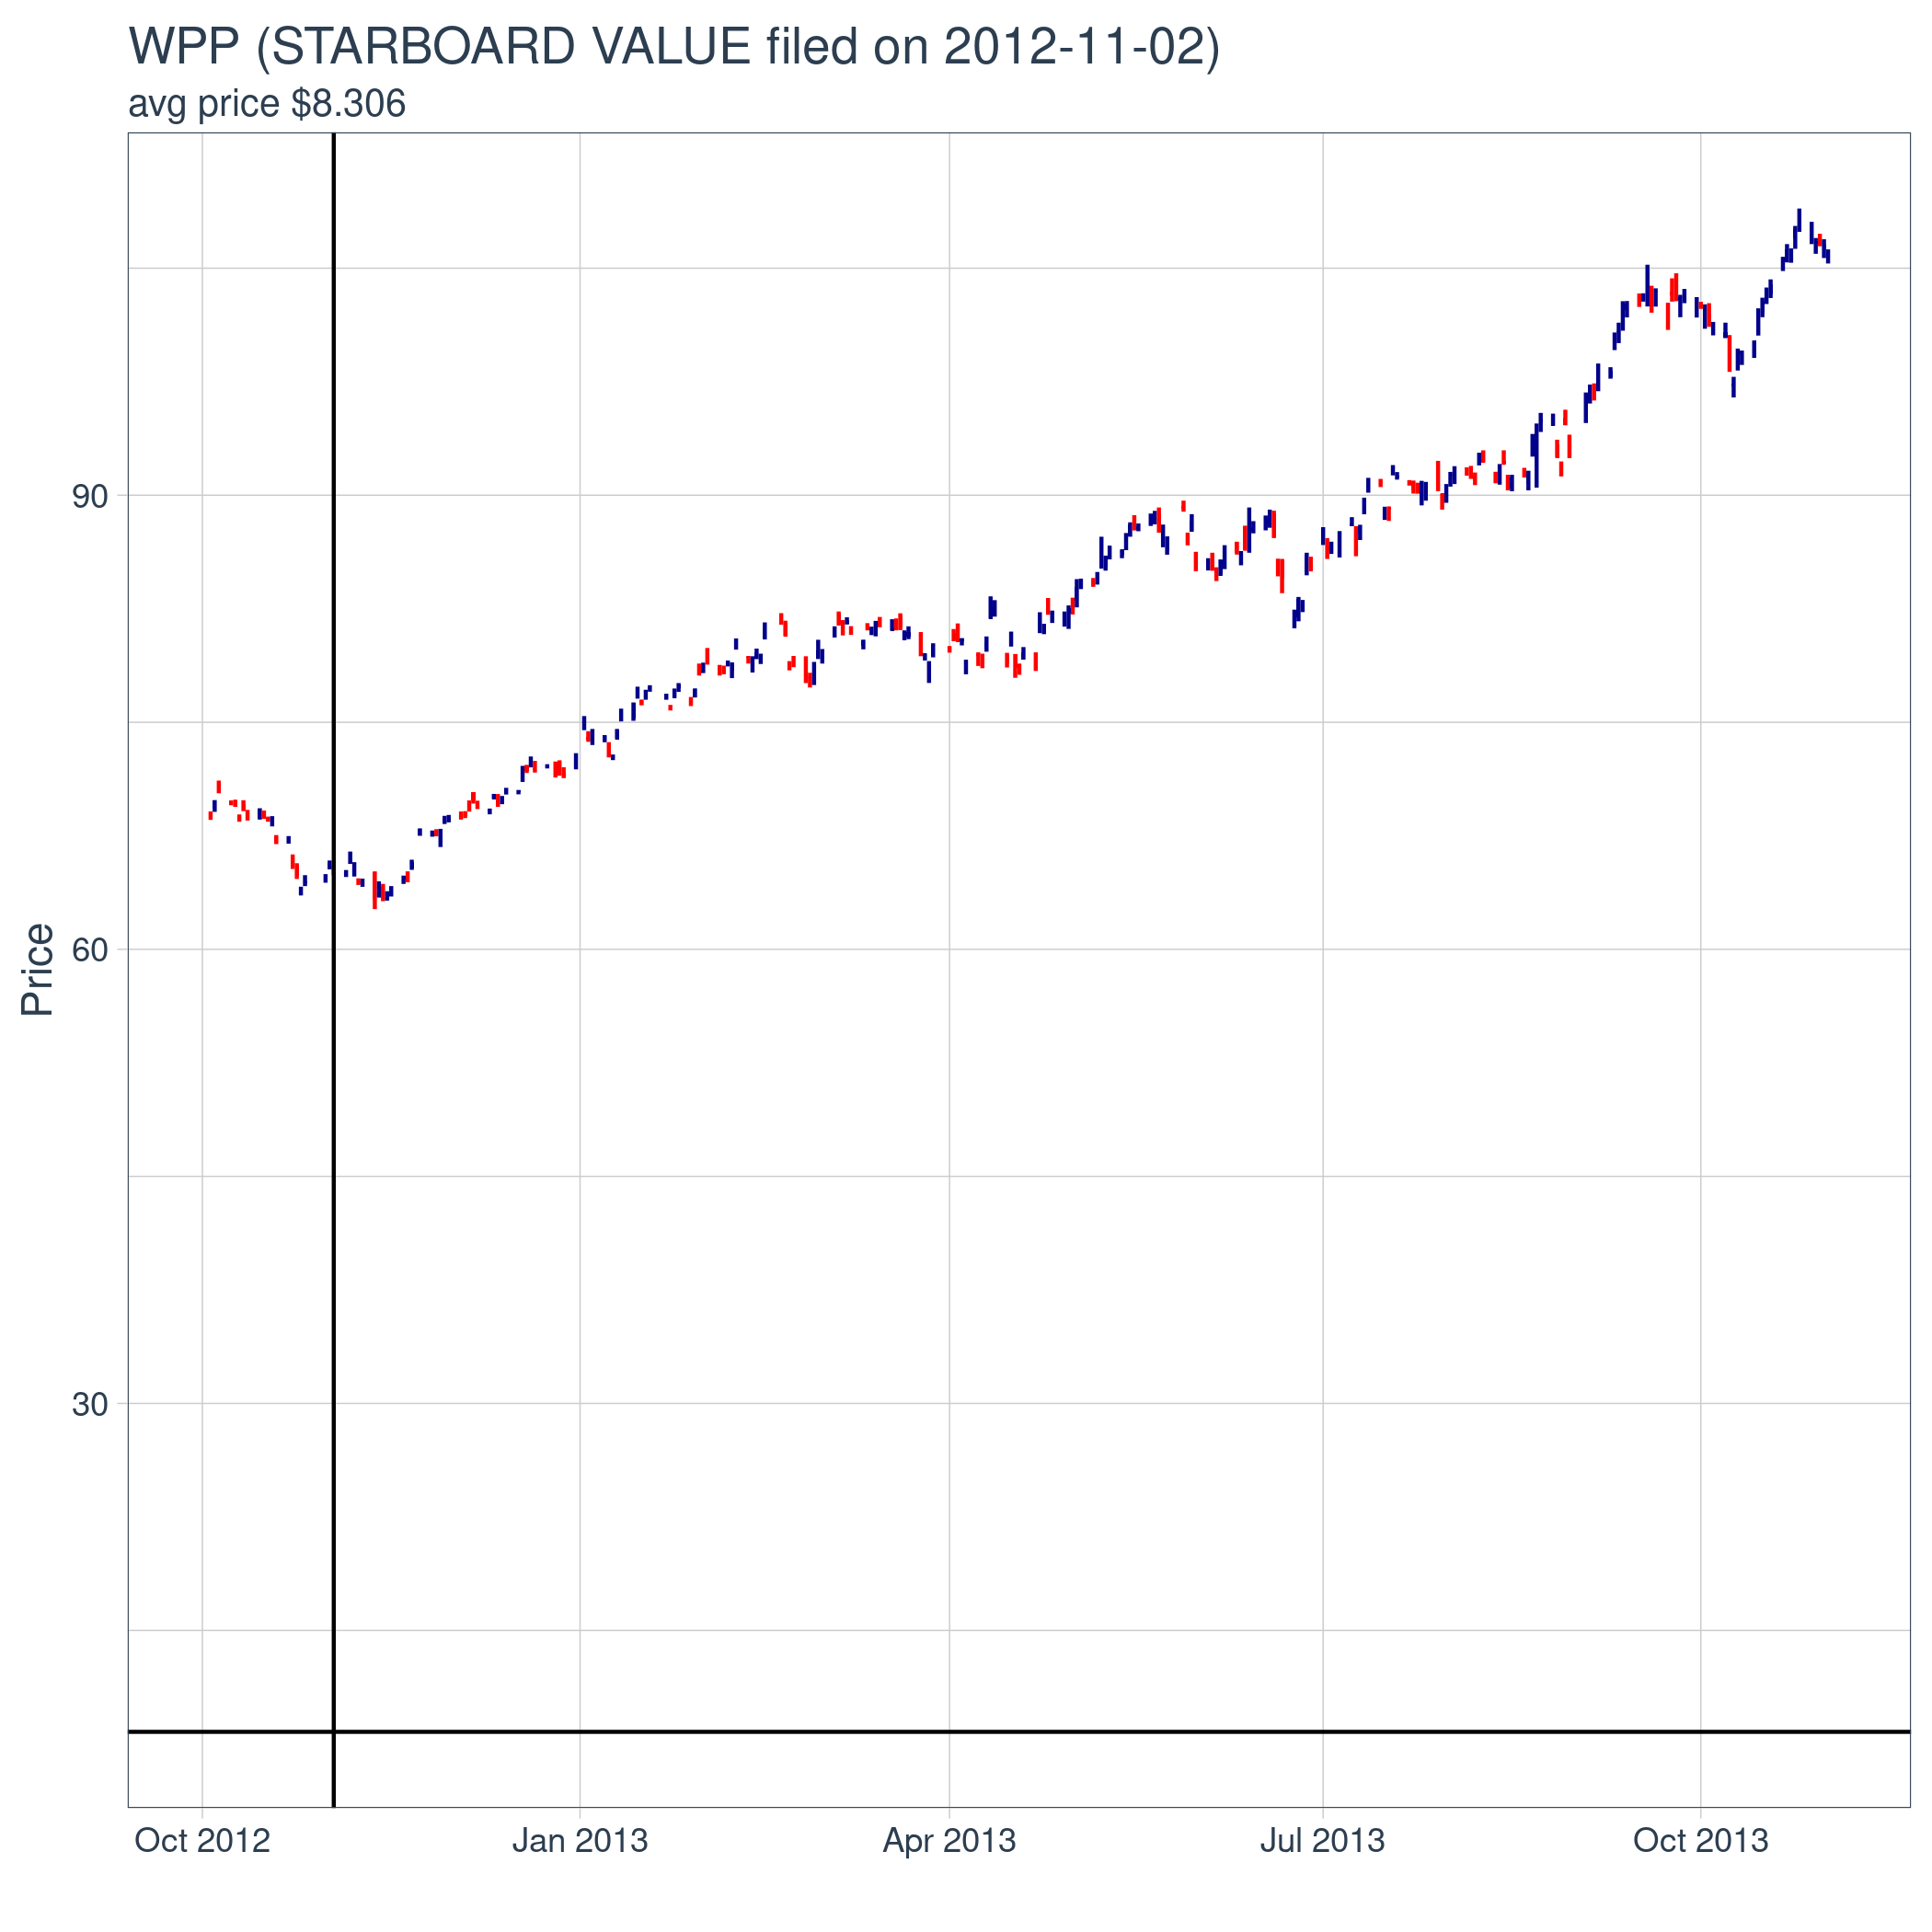 WPP (STARBOARD VALUE filed on 2012-11-02)
avg price $8.306
90
60
30
Price
Oct 2012
Jan 2013
Apr 2013
Jul 2013
Oct 2013